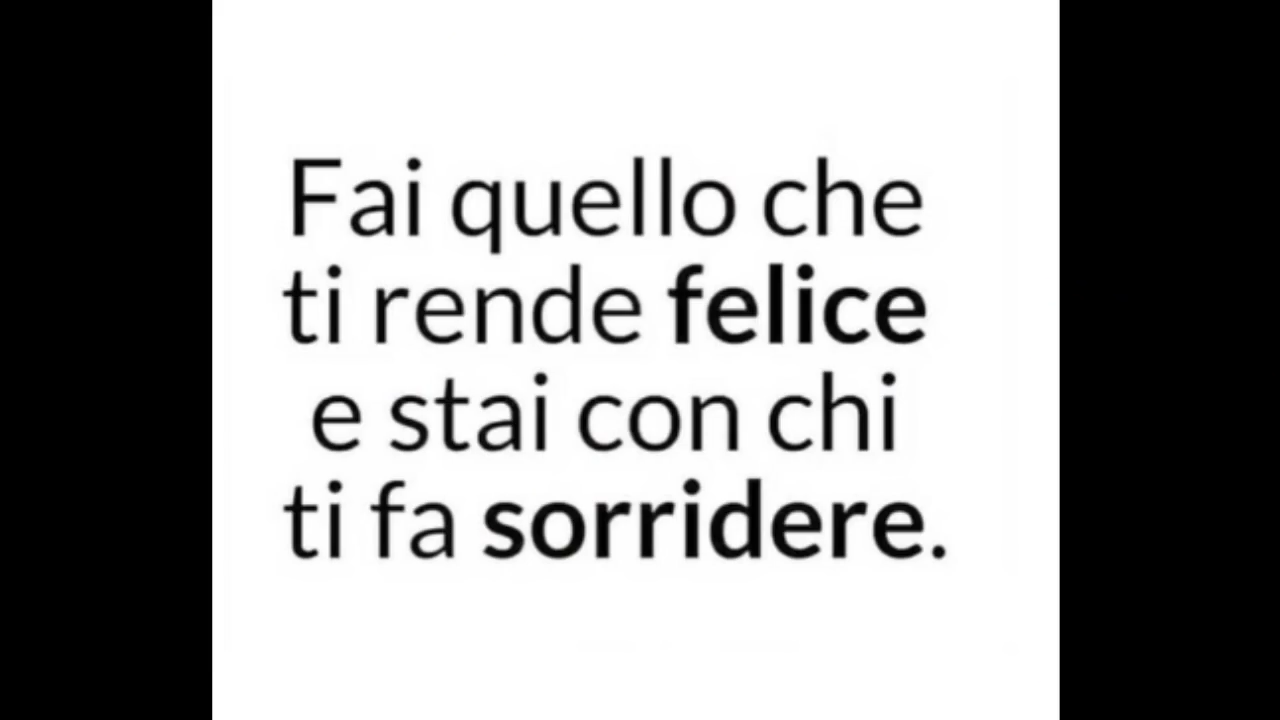 Fai quello che
ti rende felice
e stai con chi
ti fa sorridere.